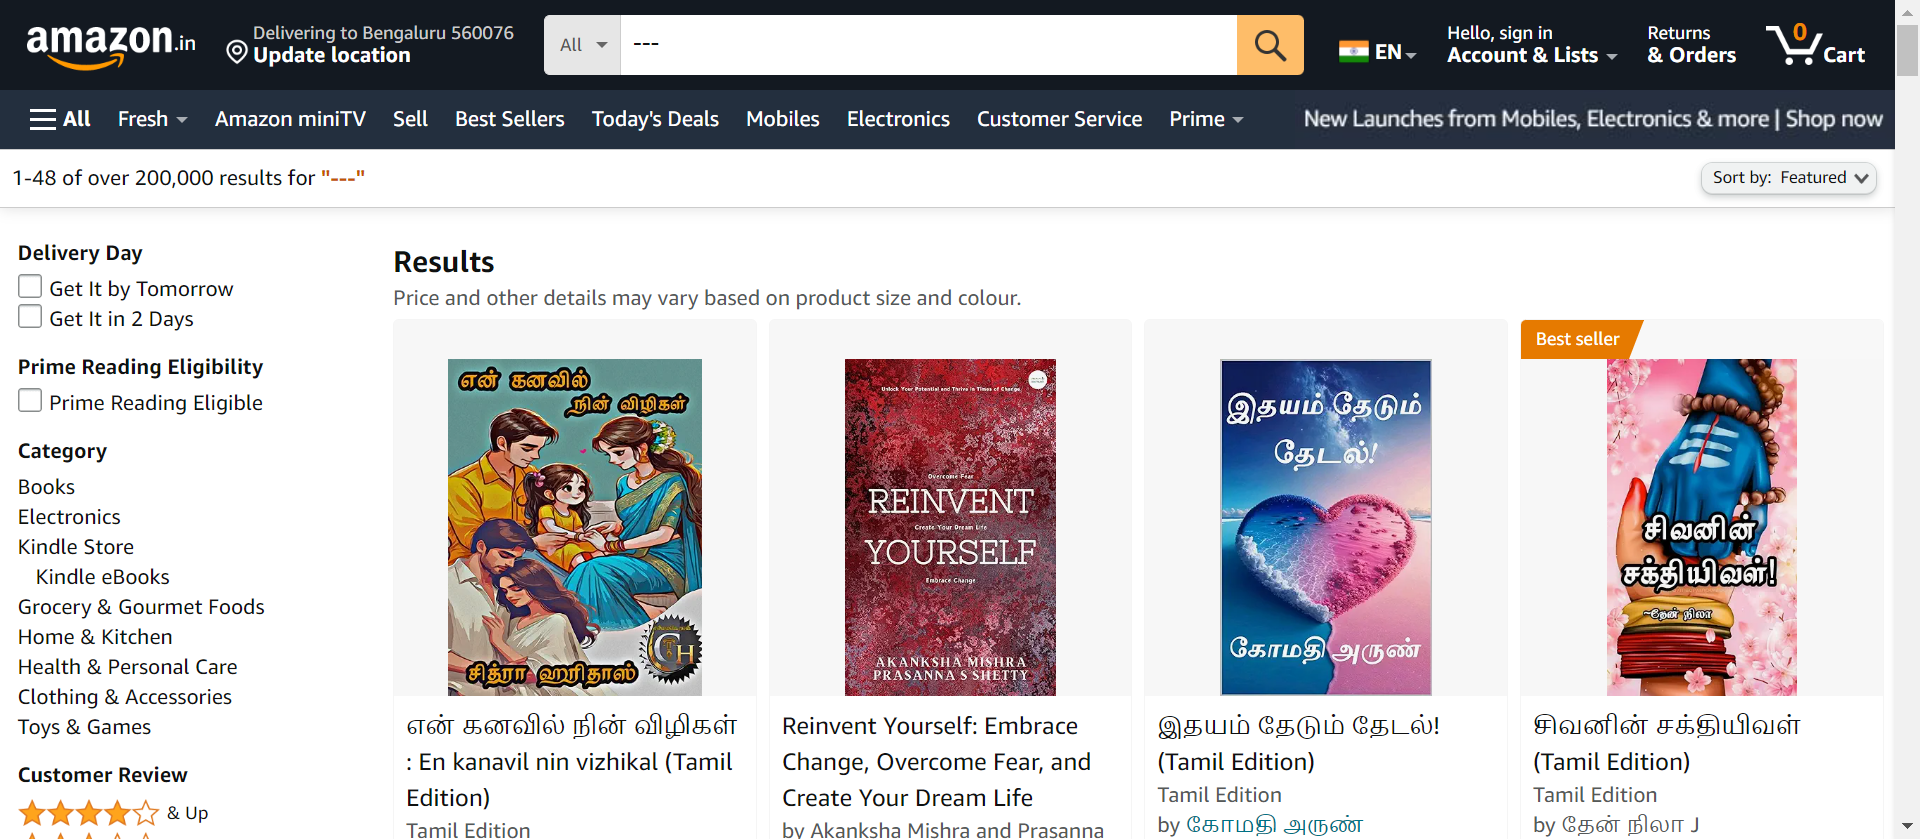 amazon.in
Delivering to Bengaluru 560076
Update location
All
---
EN
Hello, sign in
Account & Lists
Returns
& Orders
0
Cart
All Fresh Amazon miniTV Sell Best Sellers Today's Deals Mobiles Electronics Customer Service Prime New Launches from Mobiles, Electronics & more | Shop now
1-48 of over 200,000 results for "---"
Sort by: Featured
Delivery Day
Get It by Tomorrow
Get It in 2 Days
Prime Reading Eligibility
Prime Reading Eligible
Category
Books
Electronics
Kindle Store
Kindle eBooks
Grocery & Gourmet Foods
Home & Kitchen
Health & Personal Care
Clothing & Accessories
Toys & Games
Customer Review
& Up
Results
Price and other details may vary based on product size and colour.
என் கனவில்
நின் விழிகள்
சித்ரா ஹரிதாஸ்
என் கனவில் நின் விழிகள்
: En kanavil nin vizhikal (Tamil
Edition)
Tamil Edition
Unlock Your Potential and Thrive in Times of Change
Overcome Fear
REINVENT
Create Your Dream Life
YOURSELF
Embrace Change
AKANKSHA MISHRA
PRASANNA S SHETTY
Reinvent Yourself: Embrace
Change, Overcome Fear, and
Create Your Dream Life
by Akanksha Mishra and Prasanna
இதயம் தேடும்
தேடல்!
கோமதி அருண்
இதயம் தேடும் தேடல்!
(Tamil Edition)
Tamil Edition
by கோமதி அருண்
Best seller
சிவனின்
சக்தியிவள்!
~தேன் நிலா
சிவனின் சக்தியிவள்
(Tamil Edition)
Tamil Edition
by தேன் நிலா J